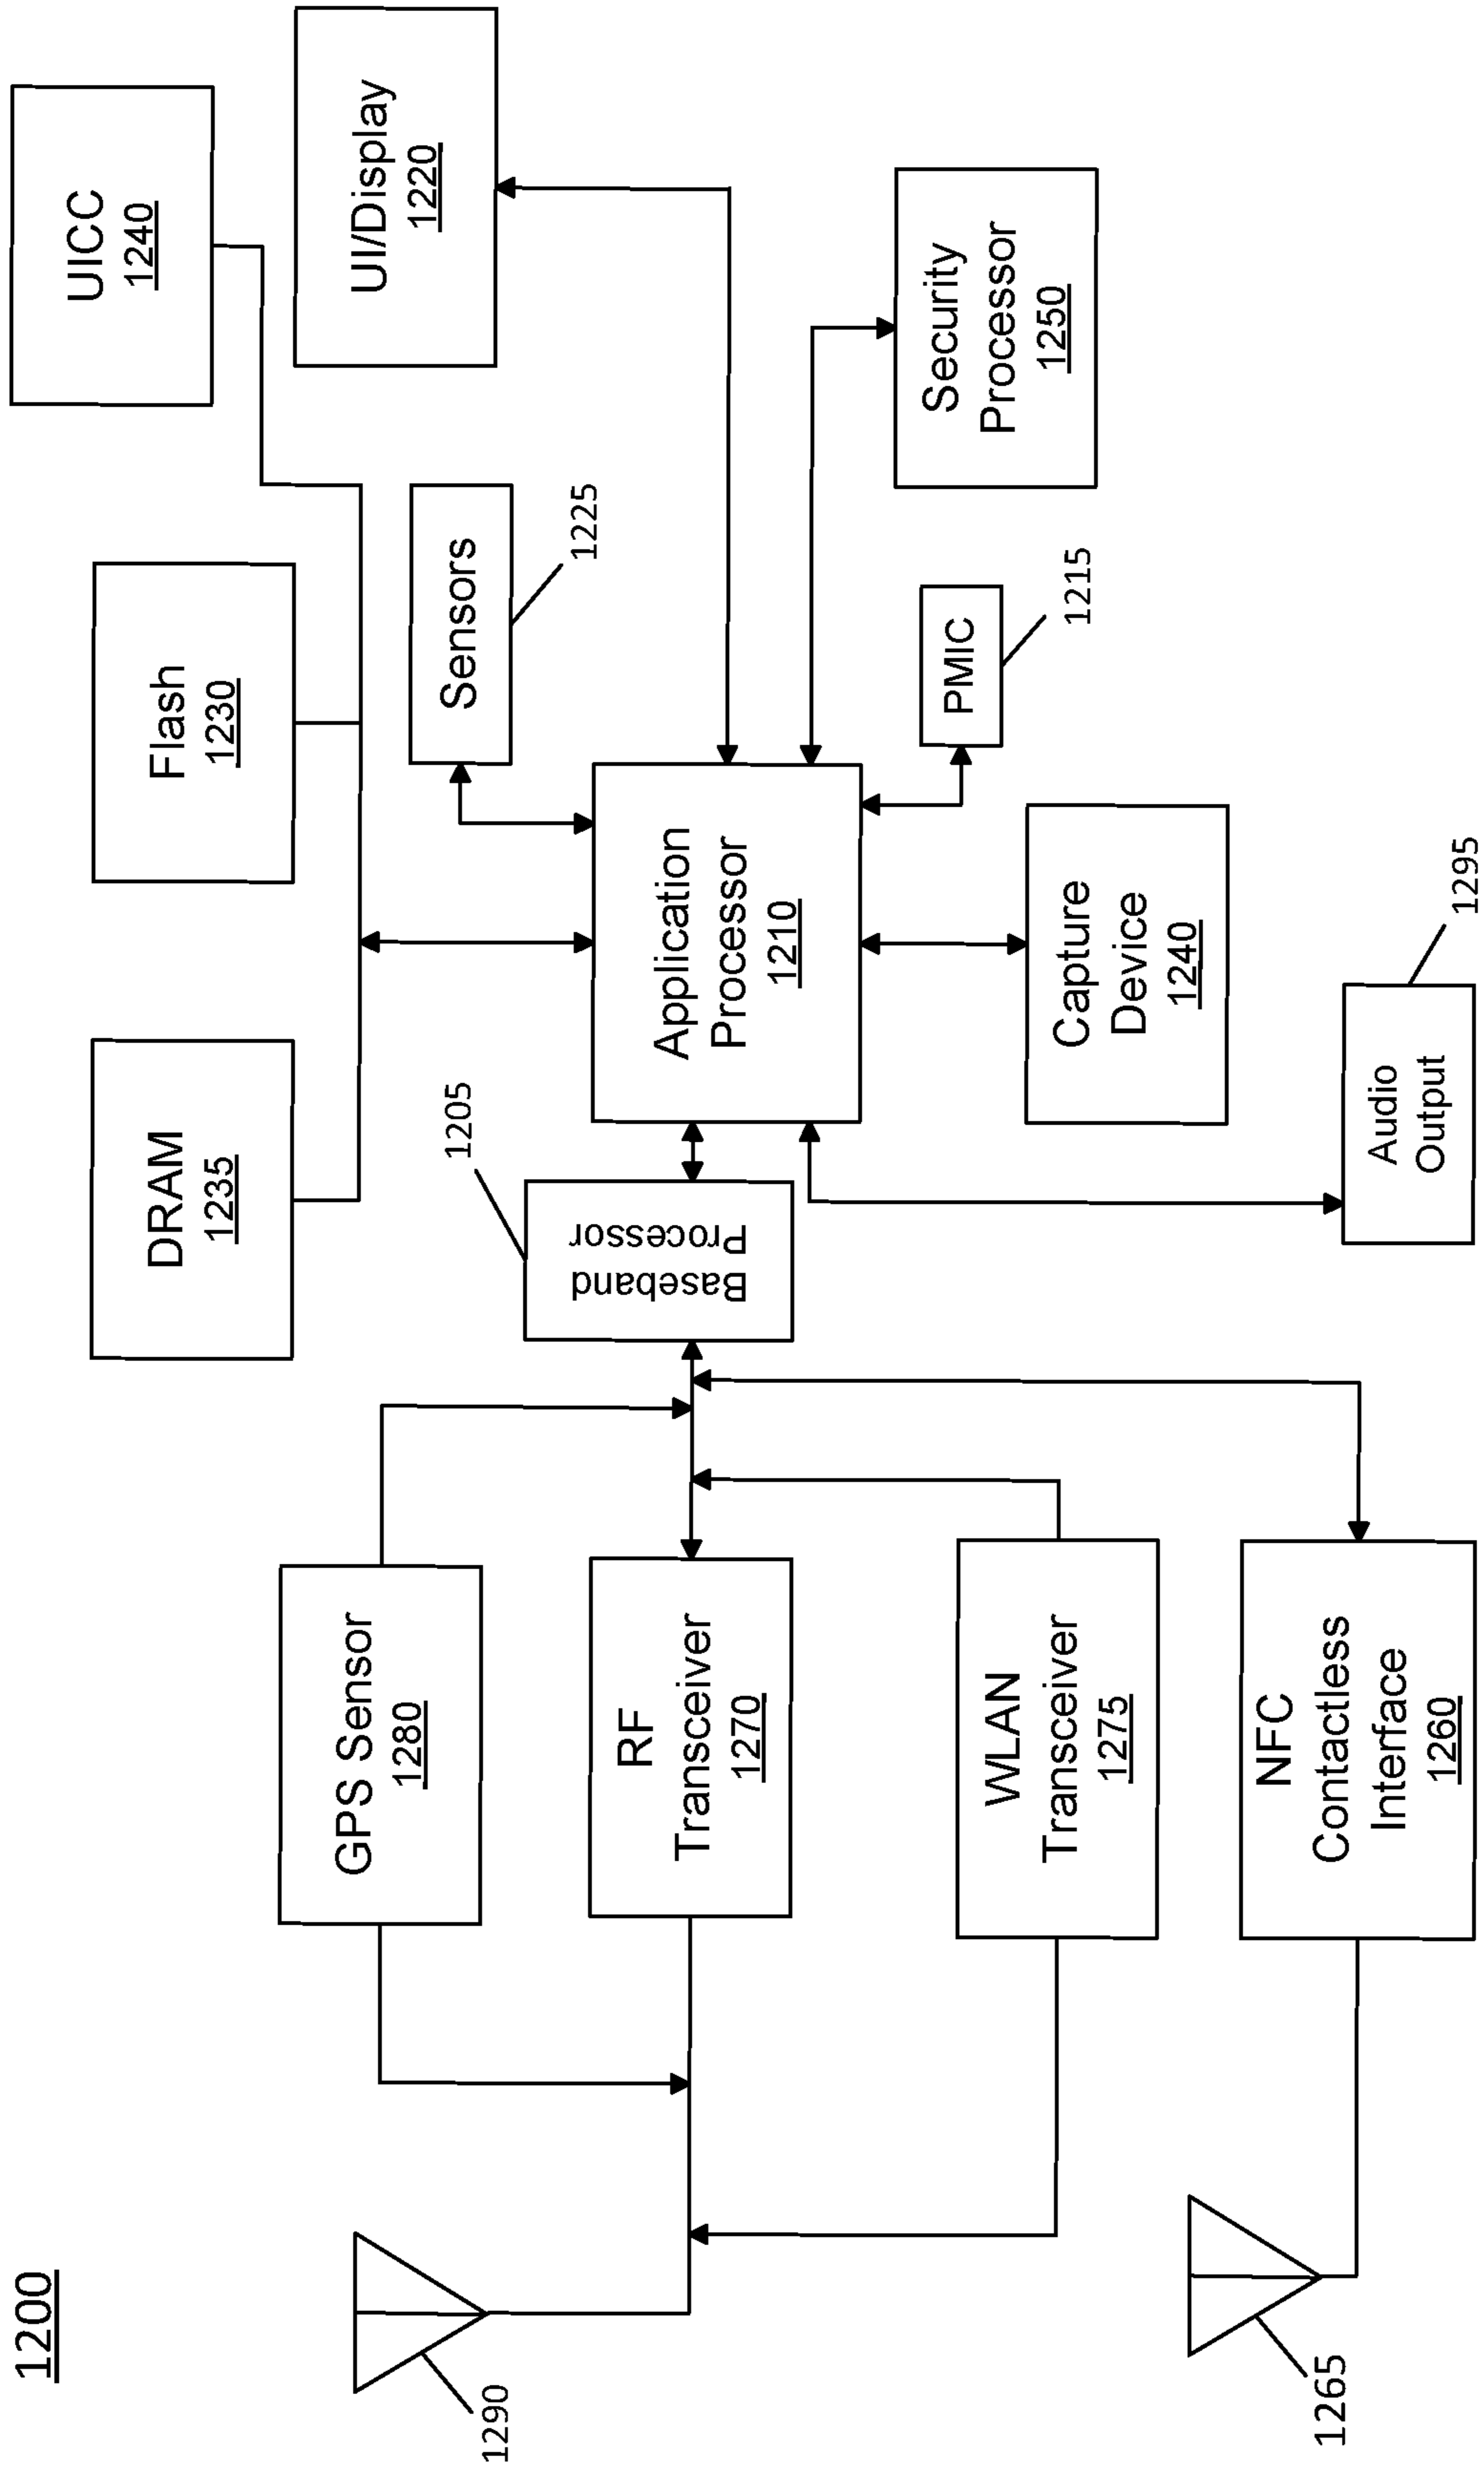 1200
DRAM
1235
Flash
1230
UICC
1240
UI/Display
1220
Sensors
1225
GPS Sensor
1280
1205
Baseband
Processor
Application
Processor
1210
RF
Transceiver
1270
1290
Security
Processor
1250
PMIC
1215
WLAN
Transceiver
1275
Capture
Device
1240
NFC
Contactless
Interface
1260
1265
Audio
Output
1295